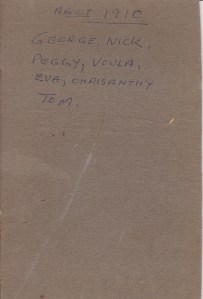 1910
GEORGE, NICK,
PEGGY, VOULA,
EVA, CHRISANTHY
TOM.